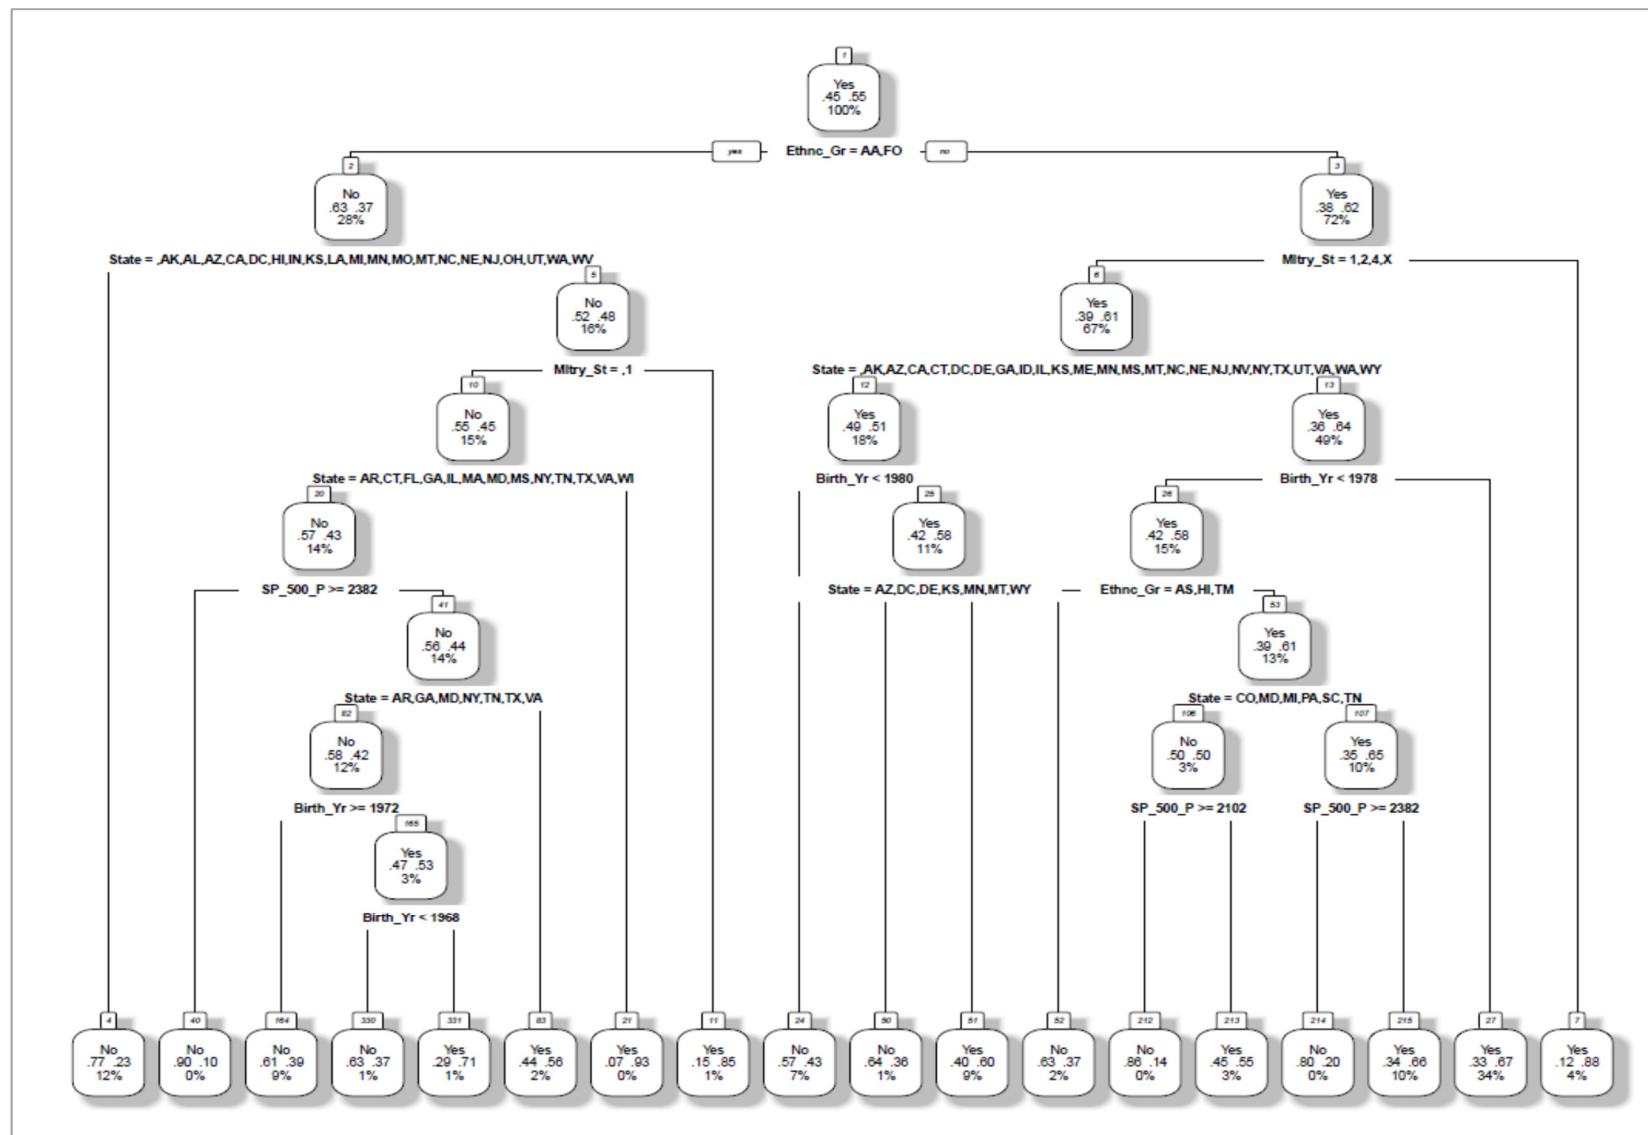 1
Yes
.45 .55
100%
yes
Ethnc_Gr = AA,FO
no
2
No
.63 .37
28%
3
Yes
.38 .62
72%
State = ,AK,AL,AZ,CA,DC,HI,IN,KS,LA,MI,MN,MO,MT,NC,NE,NJ,OH,UT,WA,WV
Mltry_St = 1,2,4,X
5
No
.52 .48
16%
6
Yes
.39 .61
67%
Mltry_St = ,1
State = ,AK,AZ,CA,CT,DC,DE,GA,ID,IL,KS,ME,MN,MS,MT,NC,NE,NJ,NV,NY,TX,UT,VA,WA,WY
10
No
.55 .45
15%
12
Yes
.49 .51
18%
13
Yes
.36 .64
49%
State = AR,CT,FL,GA,IL,MA,MD,MS,NY,TN,TX,VA,WI
Birth_Yr < 1980
Birth_Yr < 1978
20
No
.57 .43
14%
25
Yes
.42 .58
11%
26
Yes
.42 .58
15%
SP_500_P >= 2382
State = AZ,DC,DE,KS,MN,MT,WY
Ethnc_Gr = AS,HI,TM
41
No
.56 .44
14%
53
Yes
.39 .61
13%
State = AR,GA,MD,NY,TN,TX,VA
State = CO,MD,MI,PA,SC,TN
82
No
.58 .42
12%
106
No
.50 .50
3%
107
Yes
.35 .65
10%
Birth_Yr >= 1972
SP_500_P >= 2102
SP_500_P >= 2382
165
Yes
.47 .53
3%
Birth_Yr < 1968
4
No
.77 .23
12%
40
No
.90 .10
0%
164
No
.61 .39
9%
330
No
.63 .37
1%
331
Yes
.29 .71
1%
83
Yes
.44 .56
2%
21
Yes
.07 .93
0%
11
Yes
.15 .85
1%
24
No
.57 .43
7%
50
No
.64 .36
1%
51
Yes
.40 .60
9%
52
No
.63 .37
2%
212
No
.86 .14
0%
213
Yes
.45 .55
3%
214
No
.80 .20
0%
215
Yes
.34 .66
10%
27
Yes
.33 .67
34%
7
Yes
.12 .88
4%